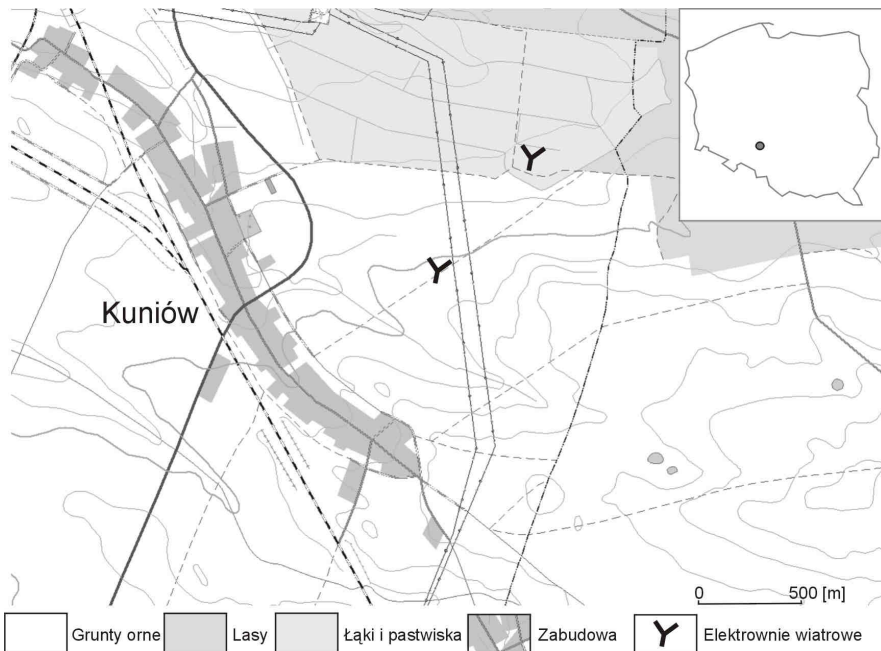 Kuniów
0 500 [m]
Grunty orne Lasy Łąki i pastwiska Zabudowa Elektrownie wiatrowe